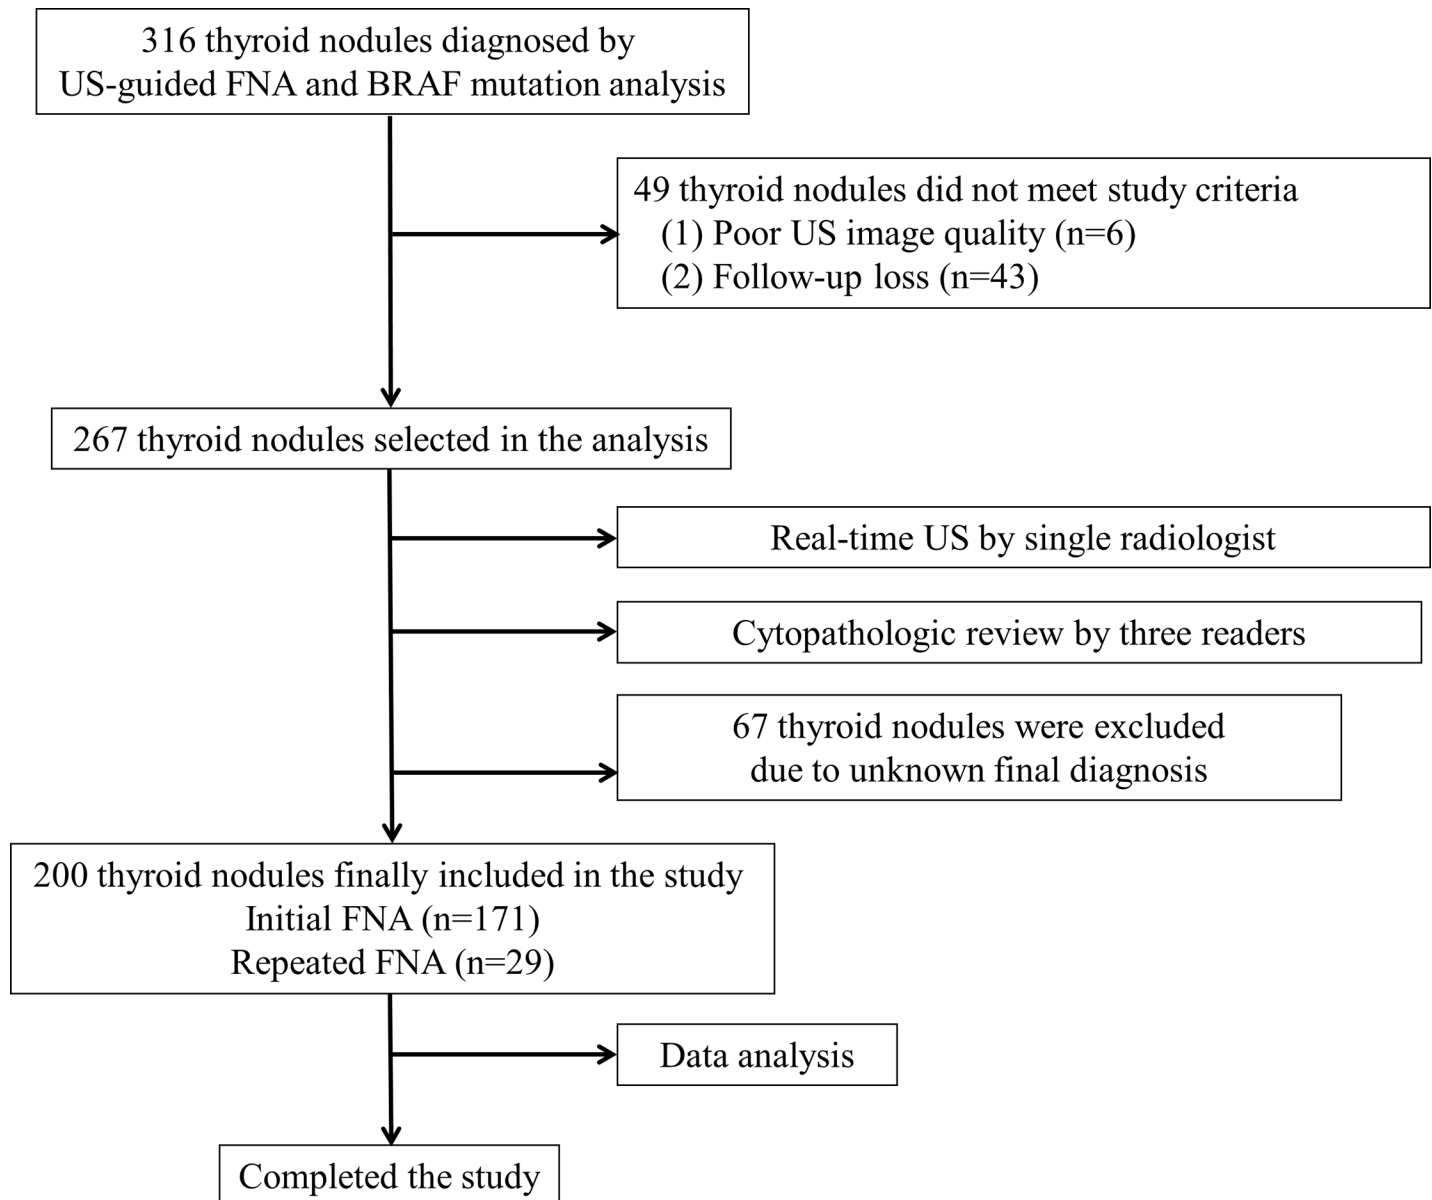 316 thyroid nodules diagnosed by
US-guided FNA and BRAF mutation analysis
49 thyroid nodules did not meet study criteria
(1) Poor US image quality (n=6)
(2) Follow-up loss (n=43)
267 thyroid nodules selected in the analysis
Real-time US by single radiologist
Cytopathologic review by three readers
67 thyroid nodules were excluded
due to unknown final diagnosis
200 thyroid nodules finally included in the study
Initial FNA (n=171)
Repeated FNA (n=29)
Data analysis
Completed the study